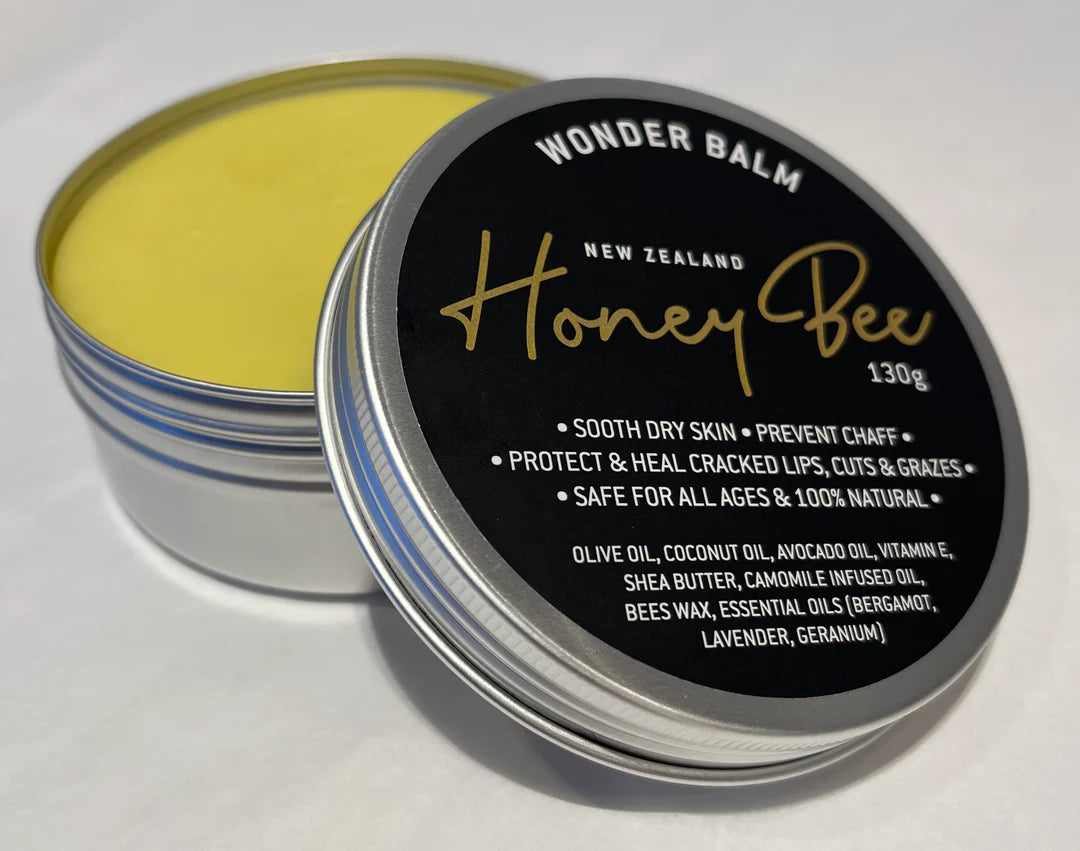 WONDER BALM
NEW ZEALAND
Honey Bee
130g
• SOOTH DRY SKIN • PREVENT CHAFF •
• PROTECT & HEAL CRACKED LIPS, CUTS & GRAZES •
• SAFE FOR ALL AGES & 100% NATURAL •
OLIVE OIL, COCONUT OIL, AVOCADO OIL, VITAMIN E,
SHEA BUTTER, CAMOMILE INFUSED OIL,
BEES WAX, ESSENTIAL OILS (BERGAMOT,
LAVENDER, GERANIUM)